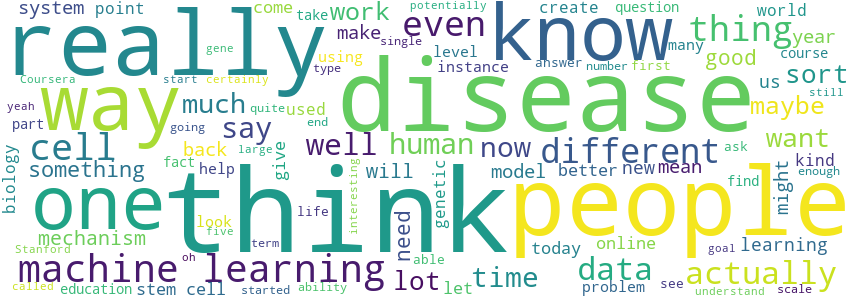 system point
come
take work
potentially
even
know
create question
thing
world
year
really
gene
make single
using
level
instance
answer number
many
first
good
course
us sort
Coursera
start certainly
type
disease
still
yeah
part
way
going
much
quite used
end
say
maybe
cell
back
well
human
now different
want
ask
biology
something
fact
help
large
give
interesting
will
genetic
model
better new mean
find
kind
might
enough
one
think
people
mechanism
look
five
life
need
able
today
online
goal
learning
Stanford
oh
term
machine learning
lot
let
time
data
problem
see
actually
called
education stem cell started ability
understand scale